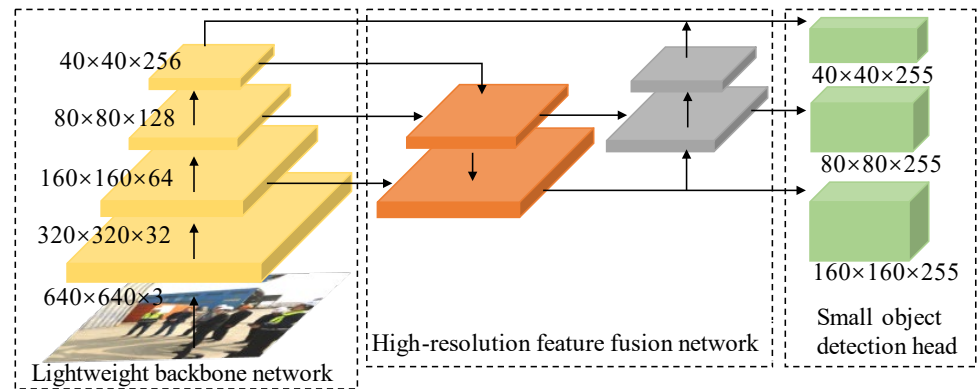 40×40×256
80×80×128
160×160×64
320×320×32
640×640×3
Lightweight backbone network
High-resolution feature fusion network
40×40×255
80×80×255
160×160×255
Small object
detection head